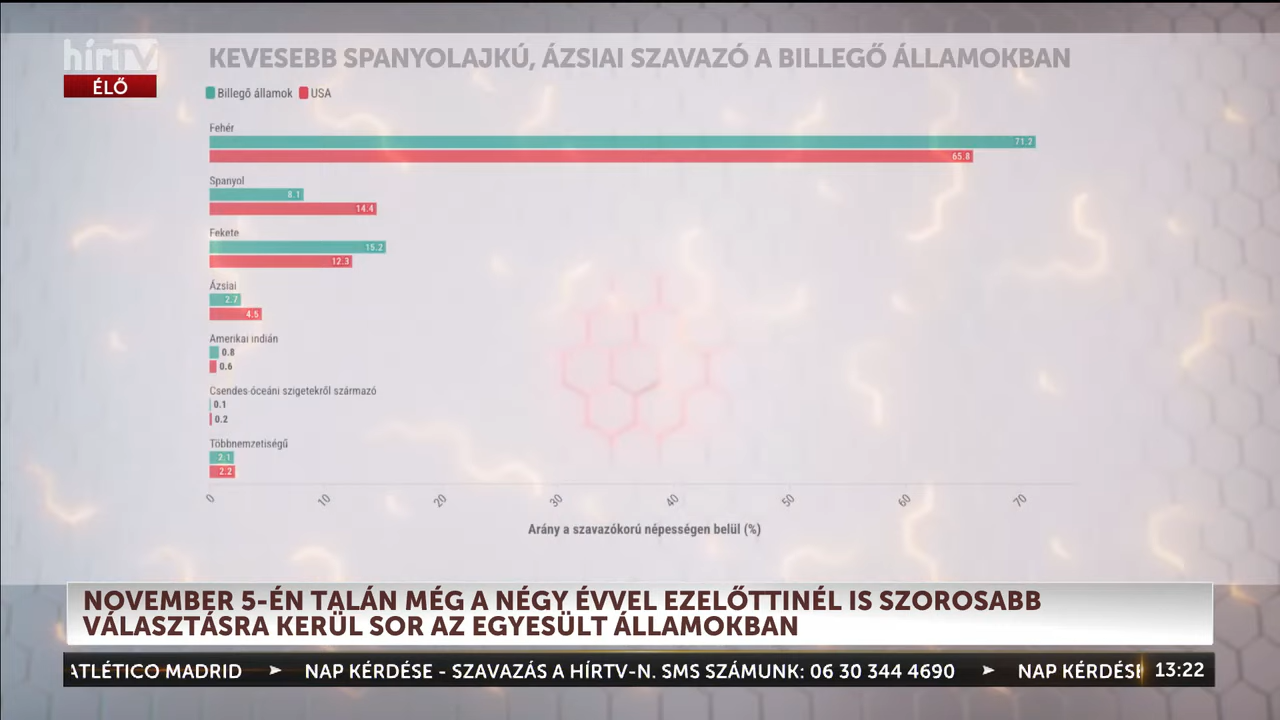 hírTV
ÉLŐ
KEVESEBB SPANYOLAJKÚ, ÁZSIAI SZAVAZÓ A BILLEGŐ ÁLLAMOKBAN
Billegő államok USA
Fehér
71.2
65.8
Spanyol
8.1
14.4
Fekete
15.2
12.3
Ázsiai
2.7
4.5
Amerikai indián
0.8
0.6
Csendes-óceáni szigetekről származó
0.1
0.2
Többnemzetiségű
2.1
2.2
0 10 20 30 40 50 60 70
Arány a szavazókorú népességen belül (%)
NOVEMBER 5-ÉN TALÁN MÉG A NÉGY ÉVVEL EZELŐTTINÉL IS SZOROSABB
VÁLASZTÁSRA KERÜL SOR AZ EGYESÜLT ÁLLAMOKBAN
ATLÉTICO MADRID ➤ NAP KÉRDÉSE - SZAVAZÁS A HÍRTV-N. SMS SZÁMUNK: 06 30 344 4690 ➤ NAP KÉRDÉSE 13:22